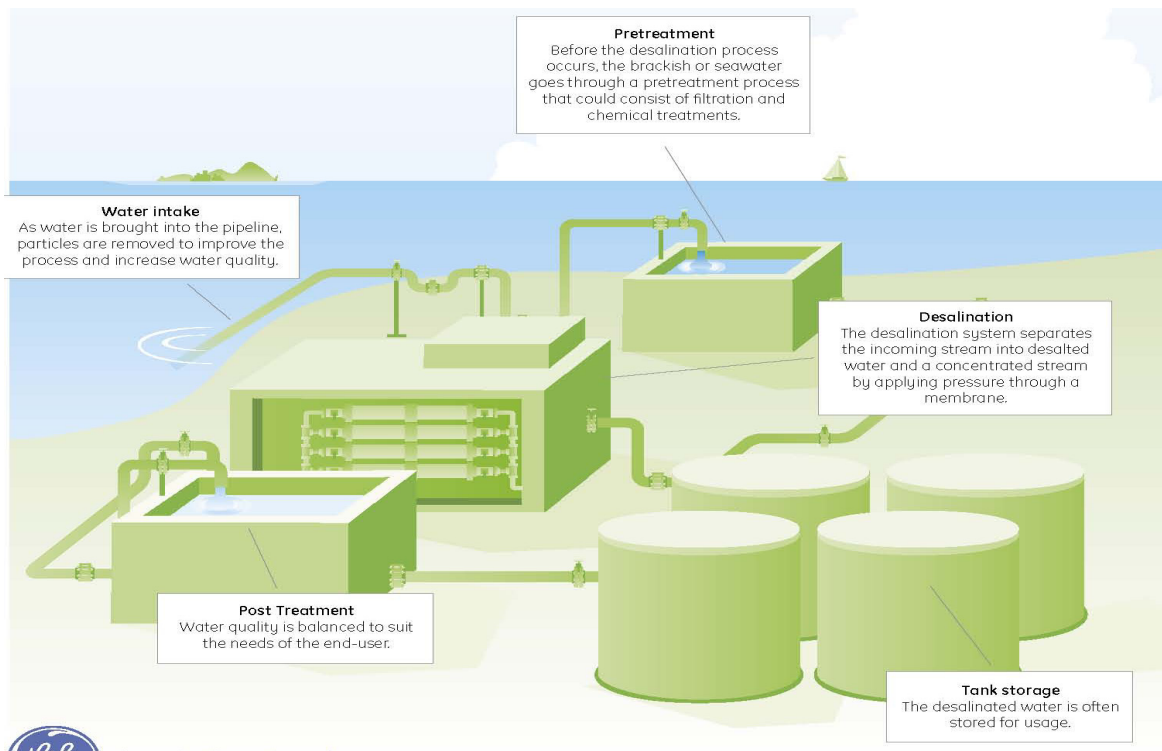 Pretreatment
Before the desalination process
occurs, the brackish or seawater
goes through a pretreatment process
that could consist of filtration and
chemical treatments.
Water intake
As water is brought into the pipeline,
particles are removed to improve the
process and increase water quality.
Desalination
The desalination system separates
the incoming stream into desalted
water and a concentrated stream
by applying pressure through a
membrane.
Post Treatment
Water quality is balanced to suit
the needs of the end-user.
Tank storage
The desalinated water is often
stored for usage.